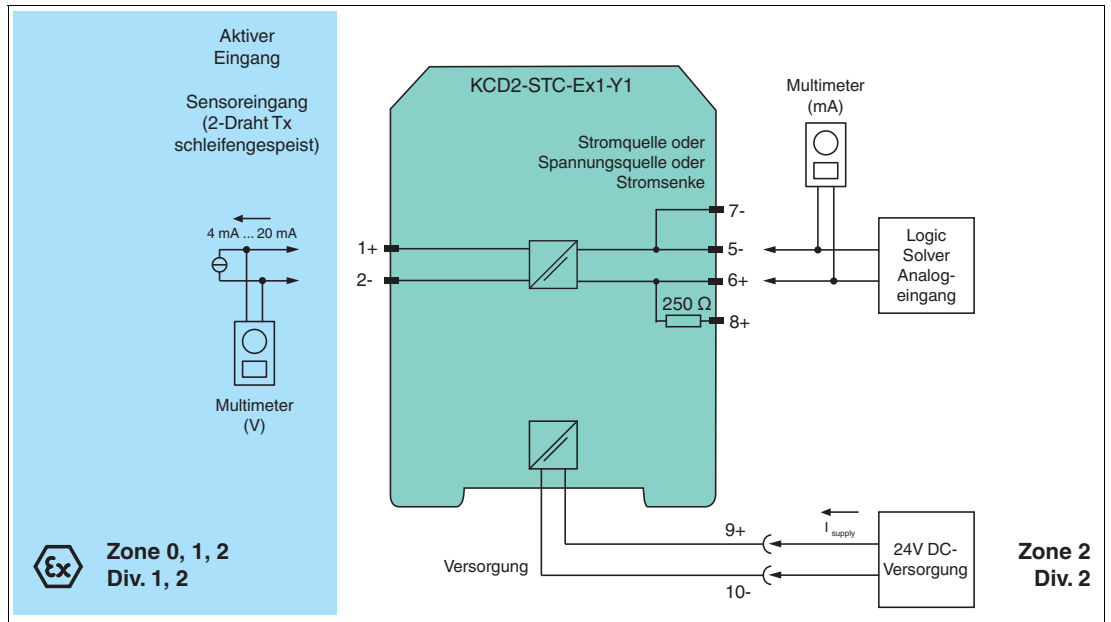 Aktiver
Eingang
Sensoreingang
(2-Draht Tx
schleifengespeist)
4 mA ... 20 mA
Multimeter
(V)
Zone 0, 1, 2
Div. 1, 2
KCD2-STC-Ex1-Y1
Stromquelle oder
Spannungsquelle oder
Stromsenke
1+
2-
7-
5-
6+
250 Ω
8+
Multimeter
(mA)
Logic
Solver
Analog-
eingang
Versorgung
9+
10-
I supply
24V DC-
Versorgung
Zone 2
Div. 2
εx